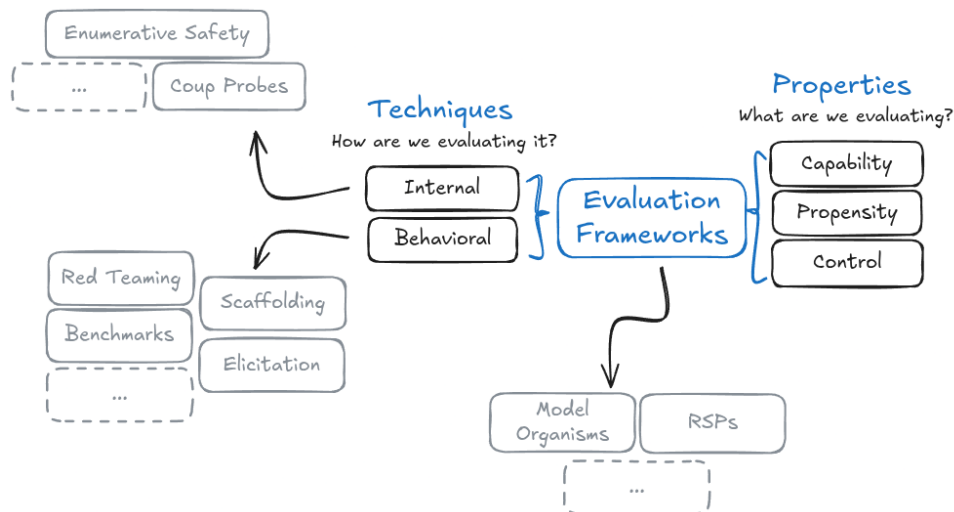 Enumerative Safety
...
Coup Probes
Techniques
How are we evaluating it?
Internal
Behavioral
Evaluation
Frameworks
Properties
What are we evaluating?
Capability
Propensity
Control
Red Teaming
Scaffolding
Benchmarks
Elicitation
...
Model
Organisms
RSPs
...